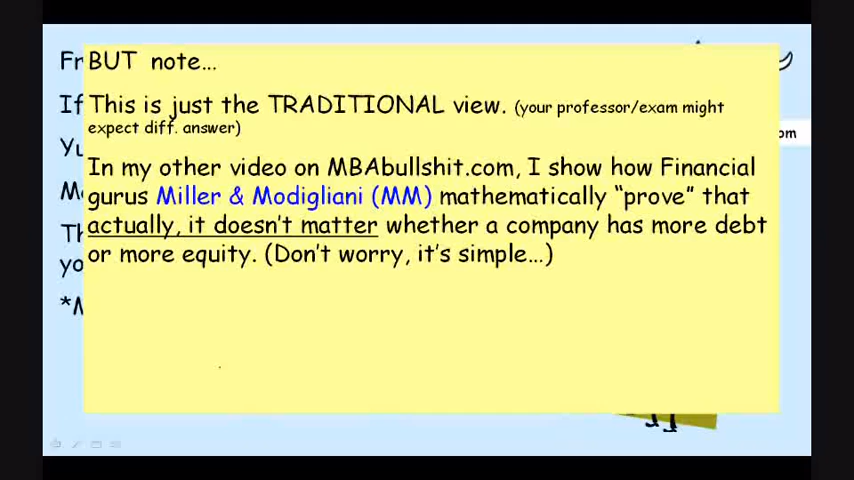 BUT note...
This is just the TRADITIONAL view. (your professor/exam might
expect diff. answer)
In my other video on MBAbullshit.com, I show how Financial
gurus Miller & Modigliani (MM) mathematically “prove” that
actually, it doesn’t matter whether a company has more debt
or more equity. (Don’t worry, it’s simple…)